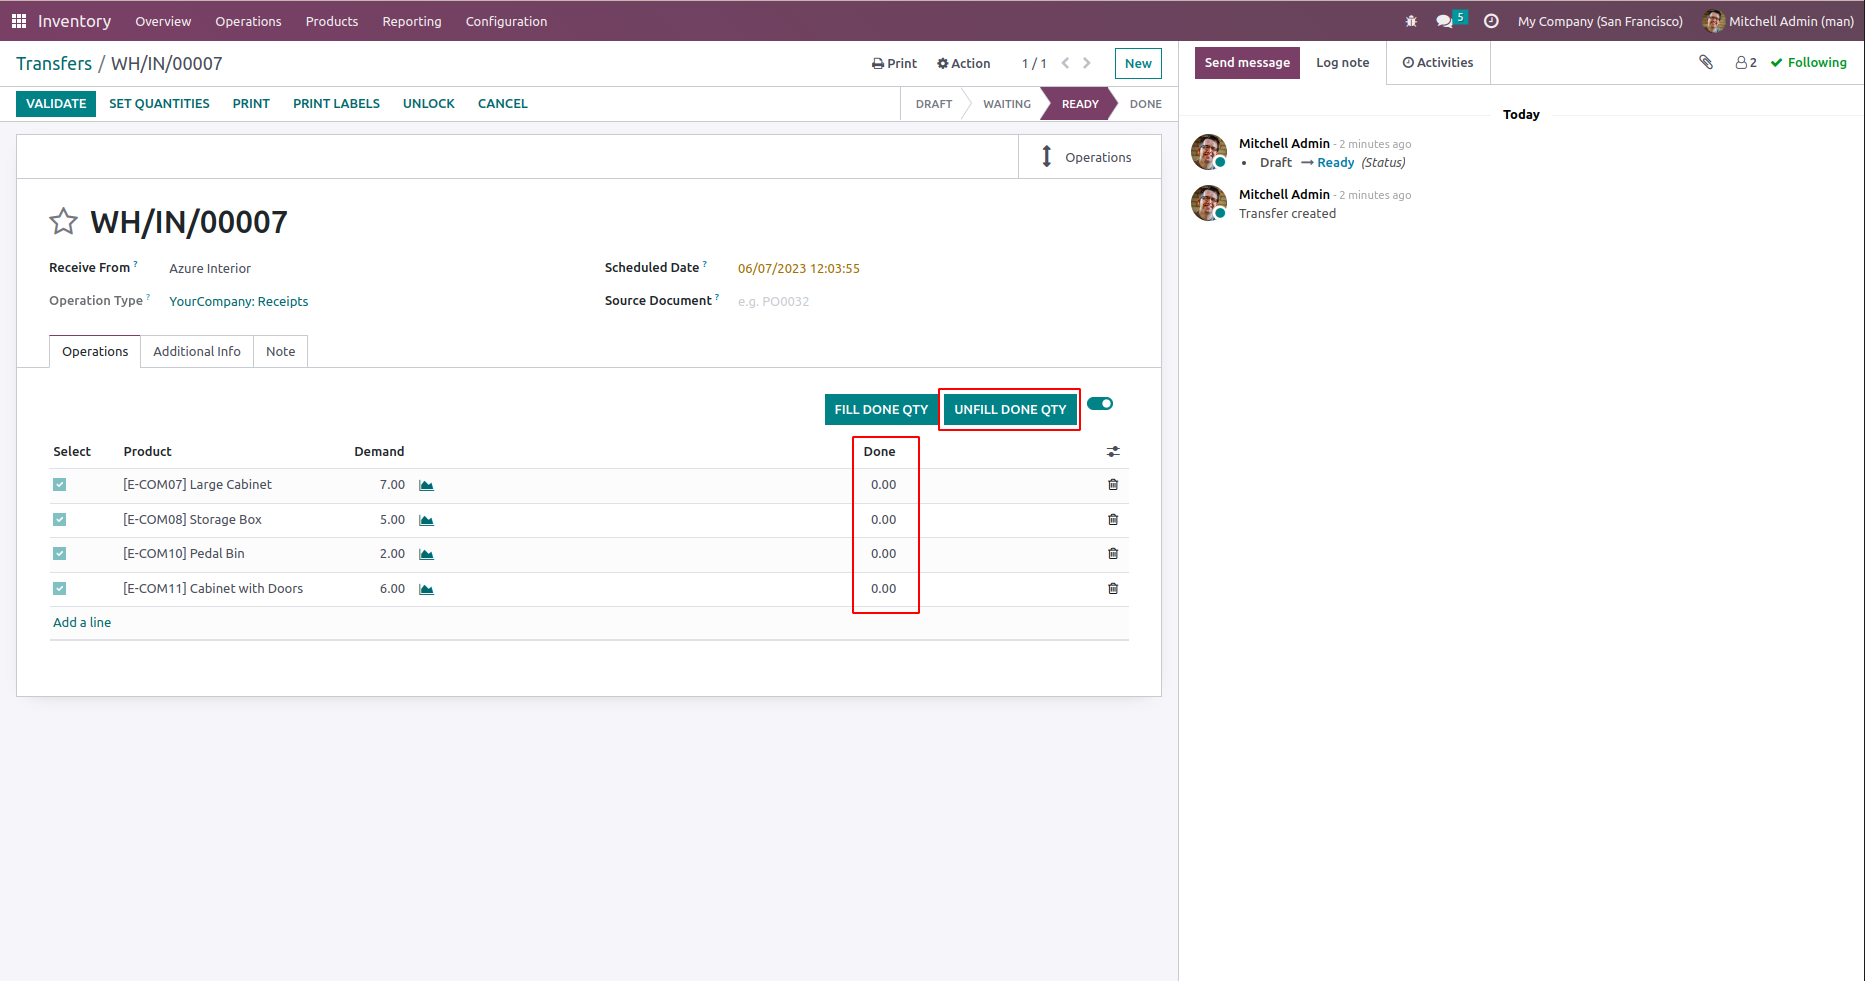 Inventory Overview Operations Products Reporting Configuration 5 My Company (San Francisco) Mitchell Admin (man)
Transfers / WH/IN/00007 Print Action 1 / 1 New
VALIDATE SET QUANTITIES PRINT PRINT LABELS UNLOCK CANCEL DRAFT WAITING READY DONE
Operations
WH/IN/00007
Receive From ? Azure Interior Scheduled Date ? 06/07/2023 12:03:55
Operation Type ? YourCompany: Receipts Source Document ? e.g. PO0032
Operations Additional Info Note
FILL DONE QTY UNFILL DONE QTY
Select Product Demand Done
[E-COM07] Large Cabinet 7.00 0.00
[E-COM08] Storage Box 5.00 0.00
[E-COM10] Pedal Bin 2.00 0.00
[E-COM11] Cabinet with Doors 6.00 0.00
Add a line
Send message Log note Activities 2 Following
Today
Mitchell Admin - 2 minutes ago
• Draft → Ready (Status)
Mitchell Admin - 2 minutes ago
Transfer created